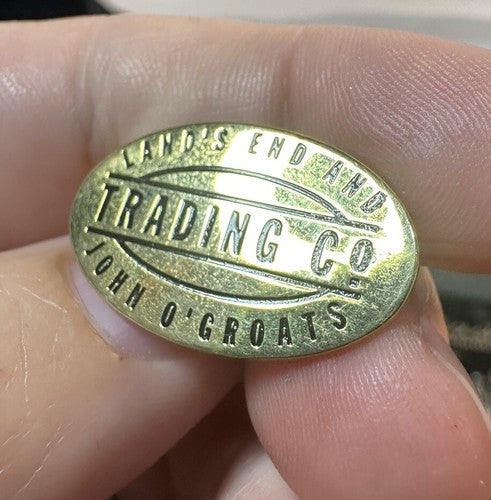 LAND'S END AND
TRADING Co.
JOHN O'GROATS